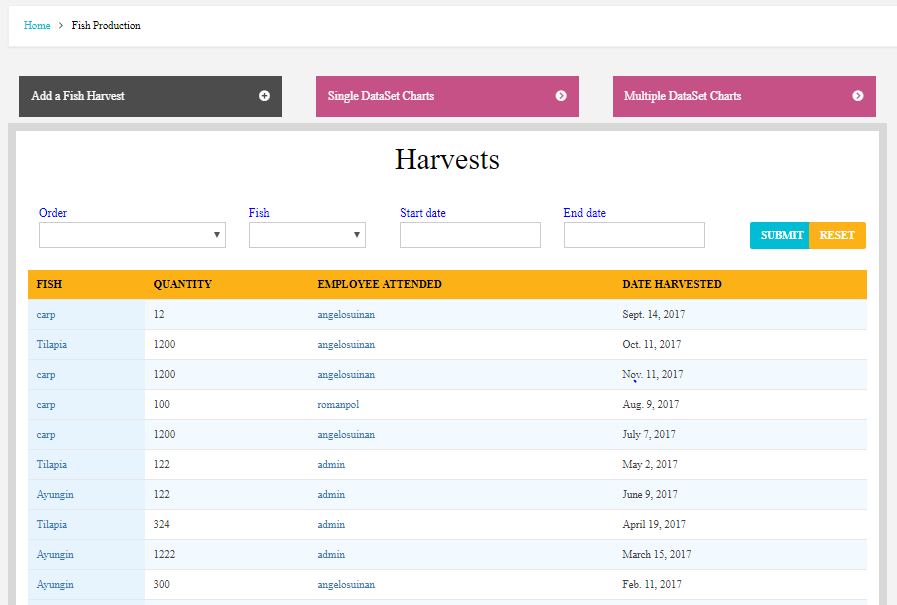 Home > Fish Production
Add a Fish Harvest
Single DataSet Charts
Multiple DataSet Charts
Harvests
Order Fish Start date End date
SUBMIT RESET
FISH QUANTITY EMPLOYEE ATTENDED DATE HARVESTED
carp 12 angelosuinan Sept. 14, 2017
Tilapia 1200 angelosuinan Oct. 11, 2017
carp 1200 angelosuinan Nov. 11, 2017
carp 100 romanpol Aug. 9, 2017
carp 1200 angelosuinan July 7, 2017
Tilapia 122 admin May 2, 2017
Ayungin 122 admin June 9, 2017
Tilapia 324 admin April 19, 2017
Ayungin 1222 admin March 15, 2017
Ayungin 300 angelosuinan Feb. 11, 2017